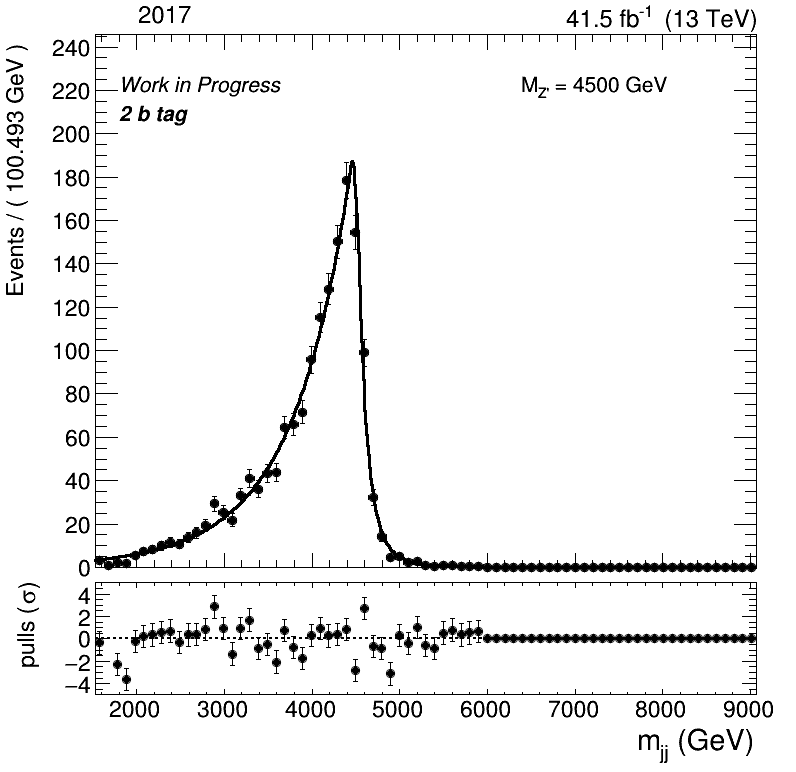 2017
41.5 fb⁻¹ (13 TeV)
Events / ( 100.493 GeV )
240
220
200
180
160
140
120
100
80
60
40
20
0
Work in Progress
2 b tag
M_Z' = 4500 GeV
pulls (σ)
4
2
0
−2
−4
2000 3000 4000 5000 6000 7000 8000 9000
m_jj (GeV)